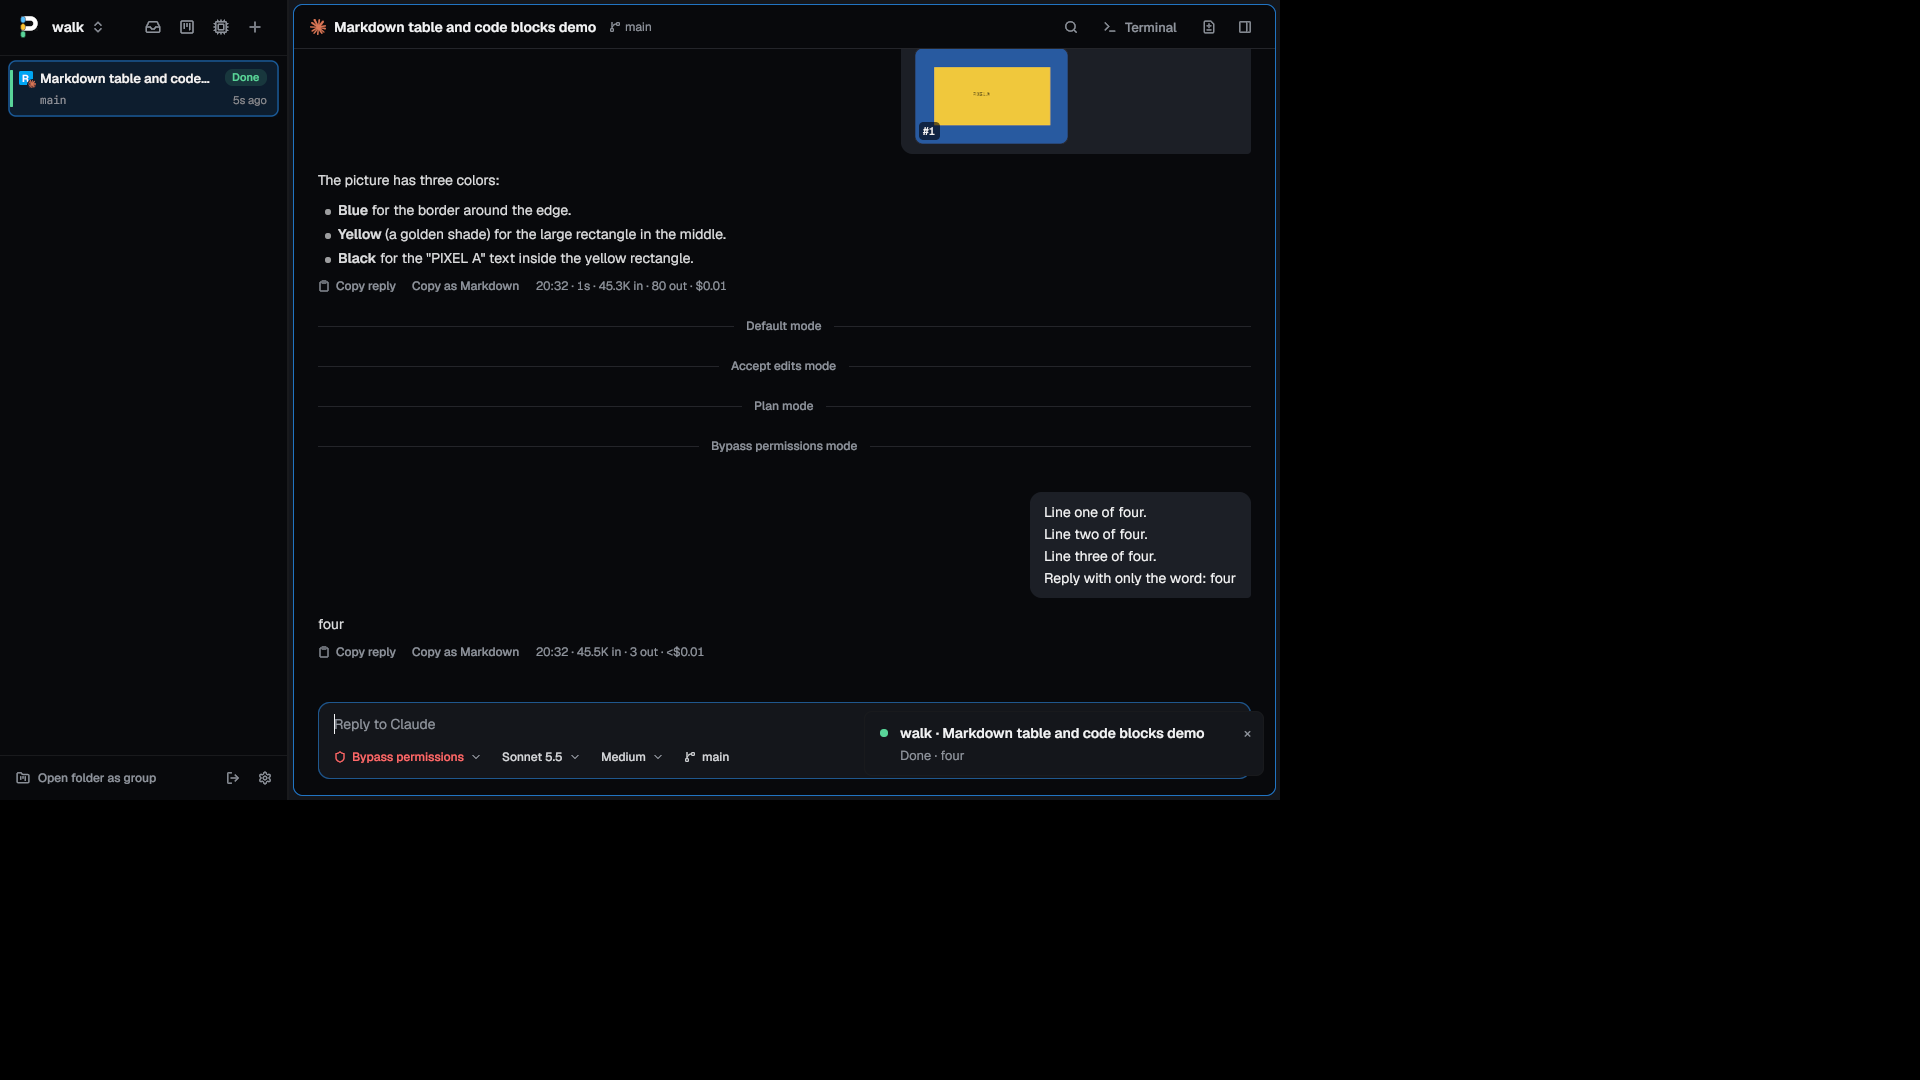 walk
Markdown table and code...
Done
main
5s ago
Open folder as group
Markdown table and code blocks demo
main
Terminal
PIXEL A
#1
The picture has three colors:
Blue for the border around the edge.
Yellow (a golden shade) for the large rectangle in the middle.
Black for the "PIXEL A" text inside the yellow rectangle.
Copy reply
Copy as Markdown
20:32 · 1s · 45.3K in · 80 out · $0.01
Default mode
Accept edits mode
Plan mode
Bypass permissions mode
Line one of four.
Line two of four.
Line three of four.
Reply with only the word: four
four
Copy reply
Copy as Markdown
20:32 · 45.5K in · 3 out · <$0.01
Reply to Claude
Bypass permissions
Sonnet 5.5
Medium
main
walk · Markdown table and code blocks demo
Done · four